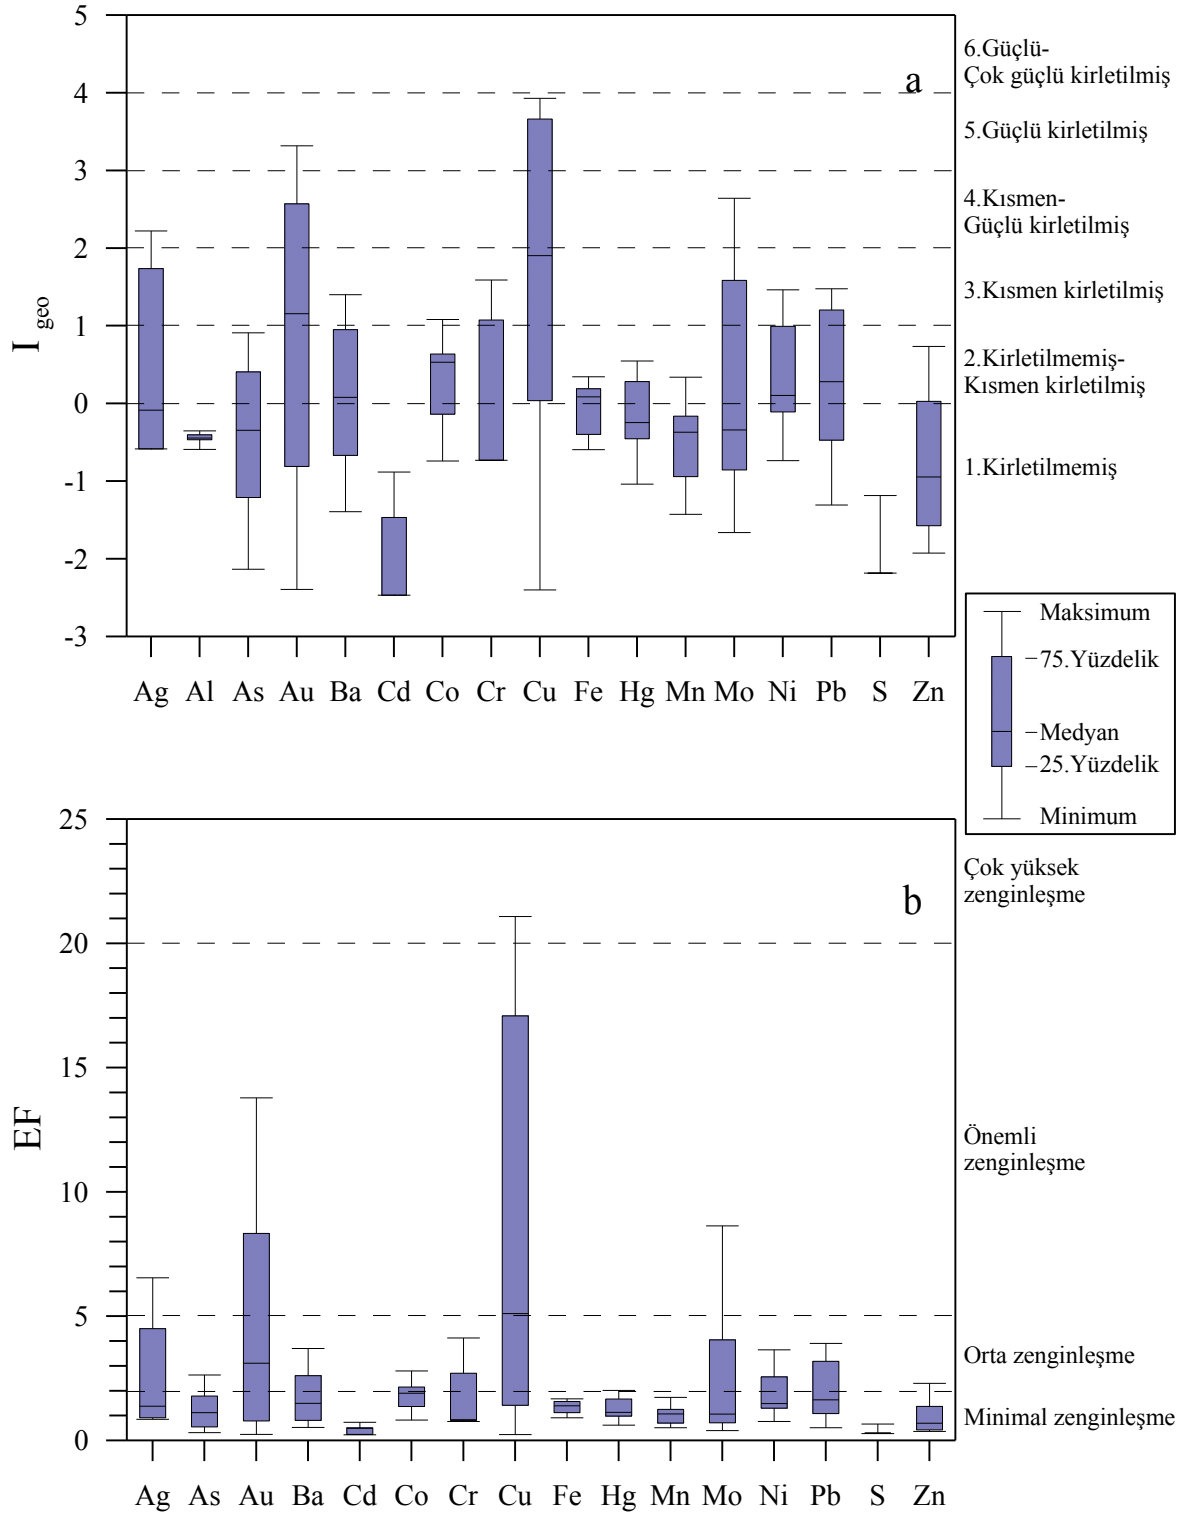 5
4
3
2
1
0
-1
-2
-3
I geo
a
6.Güçlü-
Çok güçlü kirletilmiş
5.Güçlü kirletilmiş
4.Kısmen-
Güçlü kirletilmiş
3.Kısmen kirletilmiş
2.Kirletilmemiş-
Kısmen kirletilmiş
1.Kirletilmemiş
Ag Al As Au Ba Cd Co Cr Cu Fe Hg Mn Mo Ni Pb S Zn
Maksimum
75.Yüzdelik
Medyan
25.Yüzdelik
Minimum
25
20
15
10
5
0
EF
b
Çok yüksek
zenginleşme
Önemli
zenginleşme
Orta zenginleşme
Minimal zenginleşme
Ag As Au Ba Cd Co Cr Cu Fe Hg Mn Mo Ni Pb S Zn